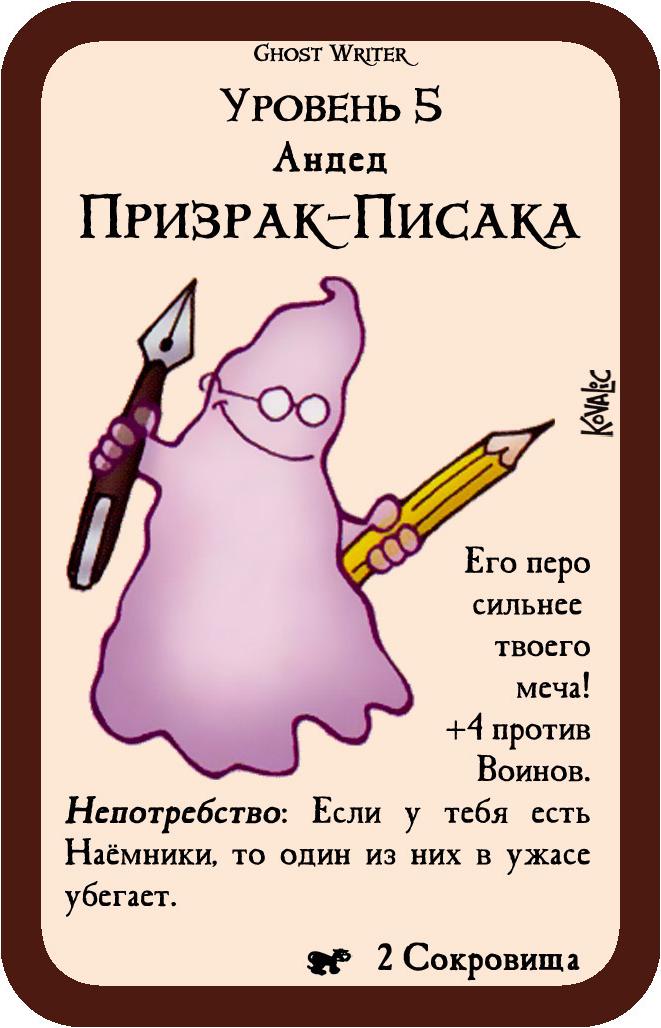 Ghost Writer
Уровень 5
Андед
Призрак-Писака
Kovalic
Его перо
сильнее
твоего
меча!
+4 против
Воинов.
Непотребство: Если у тебя есть
Наёмники, то один из них в ужасе
убегает.
2 Сокровища